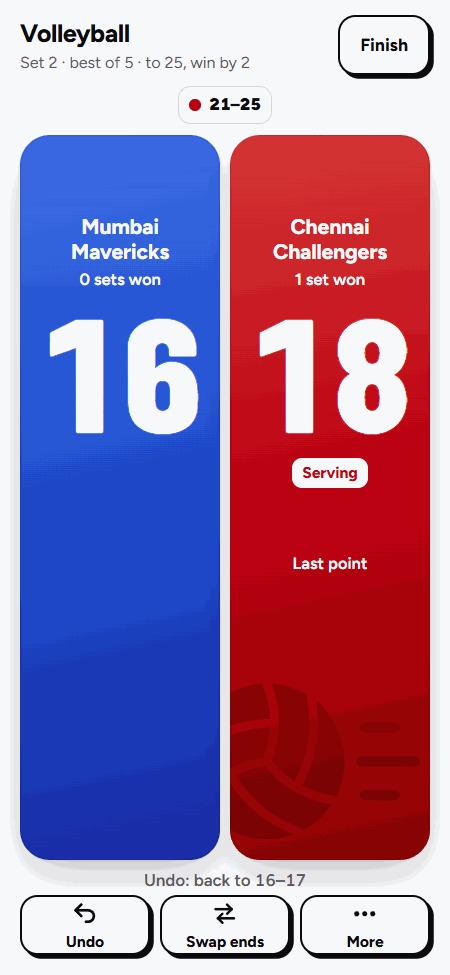 Volleyball
Set 2 · best of 5 · to 25, win by 2
Finish
21–25
Mumbai
Mavericks
0 sets won
16
Chennai
Challengers
1 set won
18
Serving
Last point
Undo: back to 16–17
Undo
Swap ends
More